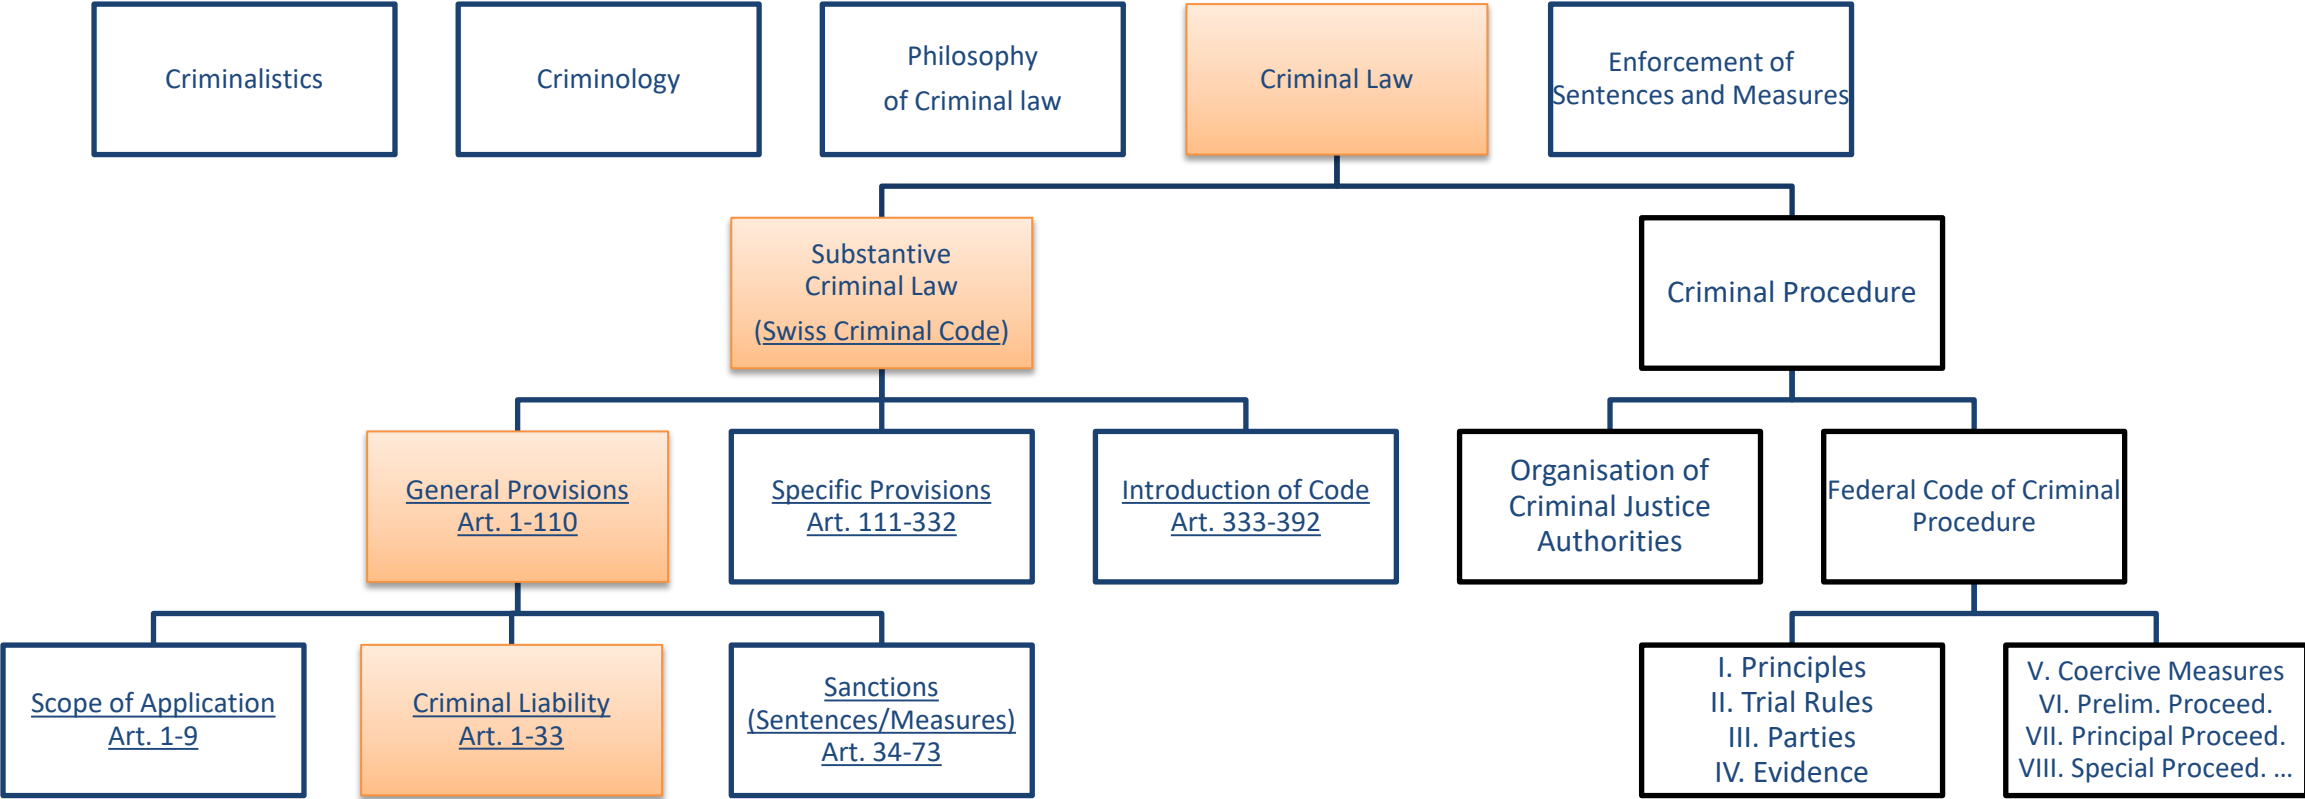 Criminalistics
Criminology
Philosophy
of Criminal law
Criminal Law
Enforcement of
Sentences and Measures
Substantive
Criminal Law
(Swiss Criminal Code)
Criminal Procedure
General Provisions
Art. 1-110
Specific Provisions
Art. 111-332
Introduction of Code
Art. 333-392
Organisation of
Criminal Justice
Authorities
Federal Code of Criminal
Procedure
Scope of Application
Art. 1-9
Criminal Liability
Art. 1-33
Sanctions
(Sentences/Measures)
Art. 34-73
I. Principles
II. Trial Rules
III. Parties
IV. Evidence
V. Coercive Measures
VI. Prelim. Proceed.
VII. Principal Proceed.
VIII. Special Proceed. ...